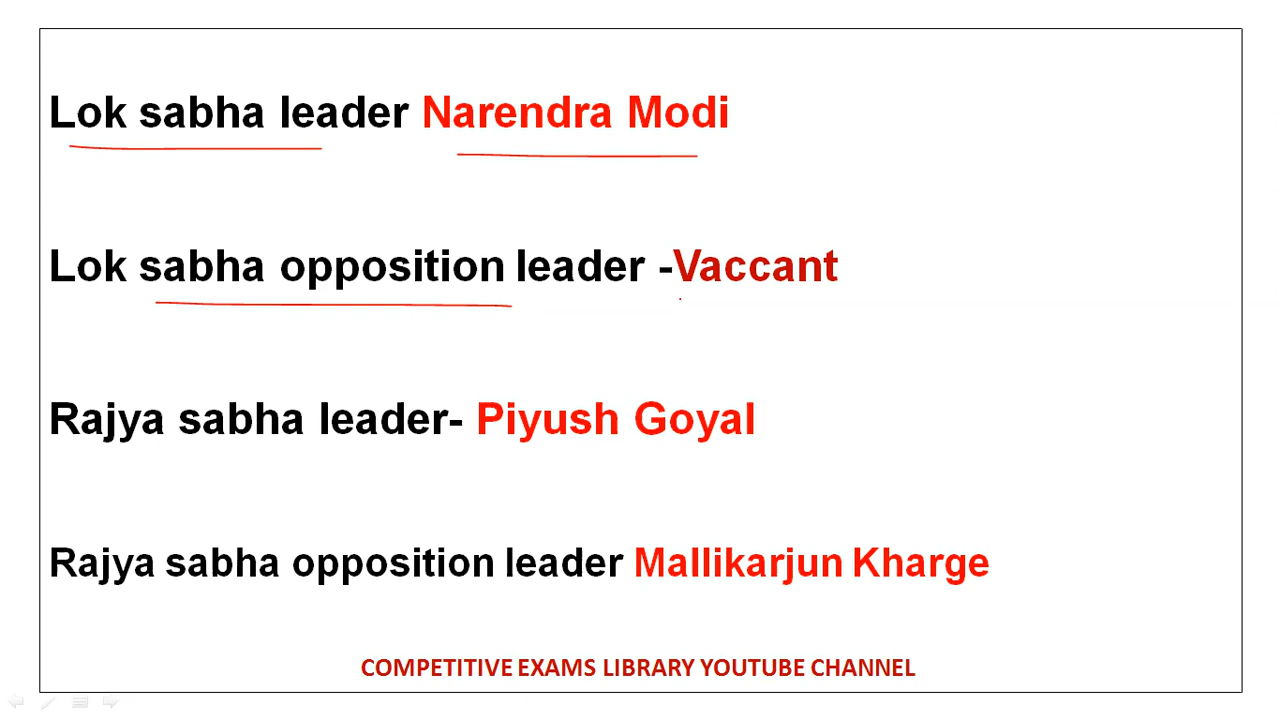 Lok sabha leader Narendra Modi
Lok sabha opposition leader -Vaccant
Rajya sabha leader- Piyush Goyal
Rajya sabha opposition leader Mallikarjun Kharge
COMPETITIVE EXAMS LIBRARY YOUTUBE CHANNEL